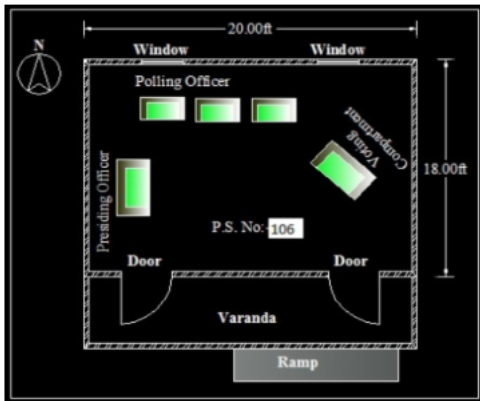 20.00ft
N
Window
Window
Polling Officer
Voting
Compartment
18.00ft
Presiding Officer
P.S. No:- 106
Door
Door
Varanda
Ramp